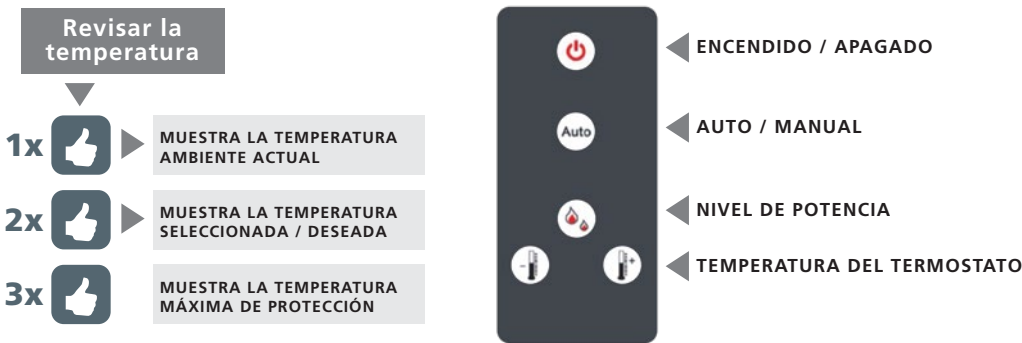 Revisar la
temperatura
1x
MUESTRA LA TEMPERATURA
AMBIENTE ACTUAL
2x
MUESTRA LA TEMPERATURA
SELECCIONADA / DESEADA
3x
MUESTRA LA TEMPERATURA
MÁXIMA DE PROTECCIÓN
ENCENDIDO / APAGADO
Auto
AUTO / MANUAL
NIVEL DE POTENCIA
- +
TEMPERATURA DEL TERMOSTATO